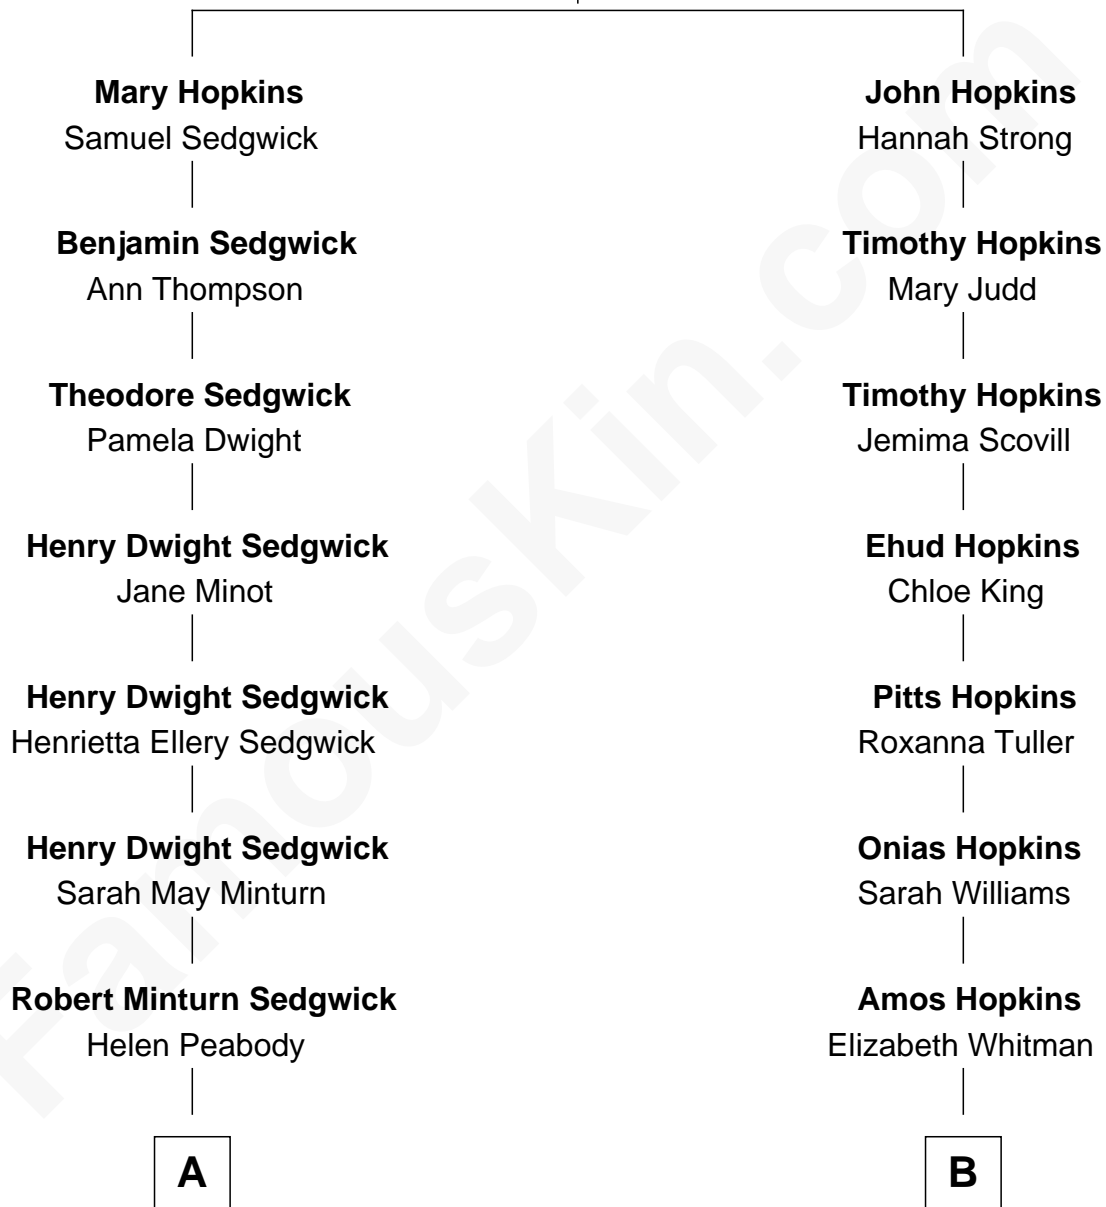 Mary Hopkins
Samuel Sedgwick
Benjamin Sedgwick
Ann Thompson
Theodore Sedgwick
Pamela Dwight
Henry Dwight Sedgwick
Jane Minot
Henry Dwight Sedgwick
Henrietta Ellery Sedgwick
Henry Dwight Sedgwick
Sarah May Minturn
Robert Minturn Sedgwick
Helen Peabody
A
John Hopkins
Hannah Strong
Timothy Hopkins
Mary Judd
Timothy Hopkins
Jemima Scovill
Ehud Hopkins
Chloe King
Pitts Hopkins
Roxanna Tuller
Onias Hopkins
Sarah Williams
Amos Hopkins
Elizabeth Whitman
B
FamousKin.com